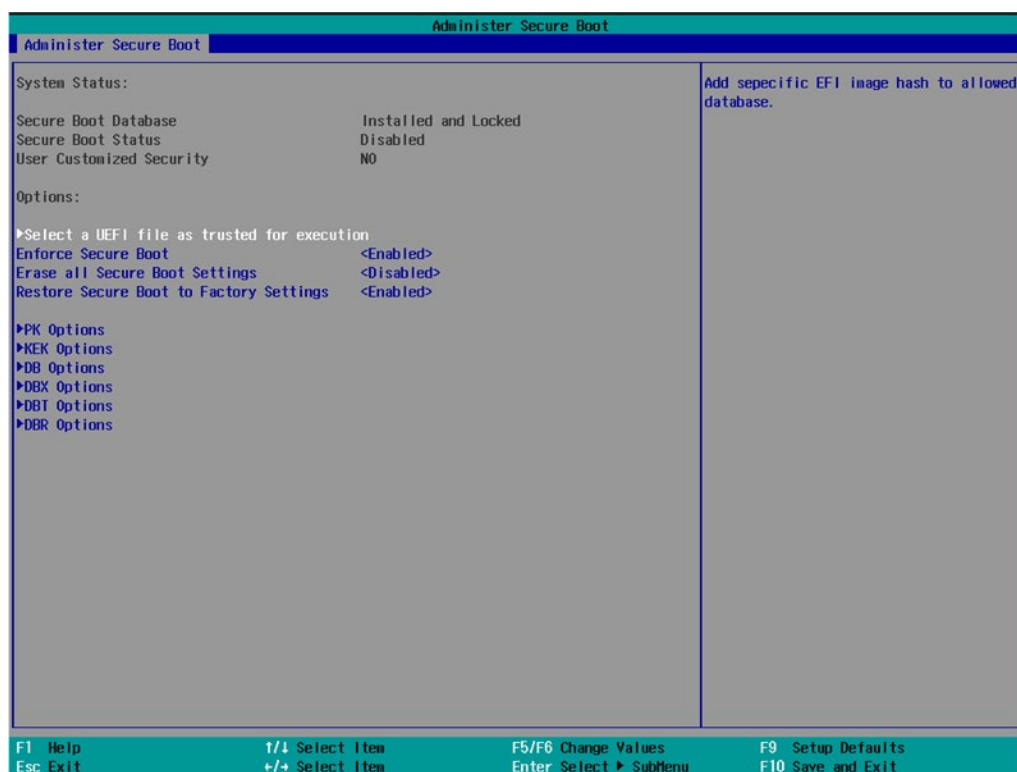 Administer Secure Boot
Administer Secure Boot
System Status:
Secure Boot Database Installed and Locked
Secure Boot Status Disabled
User Customized Security NO
Options:
▶Select a UEFI file as trusted for execution
Enforce Secure Boot <Enabled>
Erase all Secure Boot Settings <Disabled>
Restore Secure Boot to Factory Settings <Enabled>
▶PK Options
▶KEK Options
▶DB Options
▶DBX Options
▶DBT Options
▶DBR Options
Add sepecific EFI image hash to allowed
database.
F1 Help ↑/↓ Select Item F5/F6 Change Values F9 Setup Defaults
Esc Exit ←/→ Select Item Enter Select ▶ SubMenu F10 Save and Exit